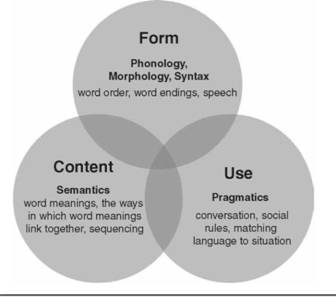 Form
Phonology,
Morphology, Syntax
word order, word endings, speech
Content
Semantics
word meanings, the ways
in which word meanings
link together, sequencing
Use
Pragmatics
conversation, social
rules, matching
language to situation